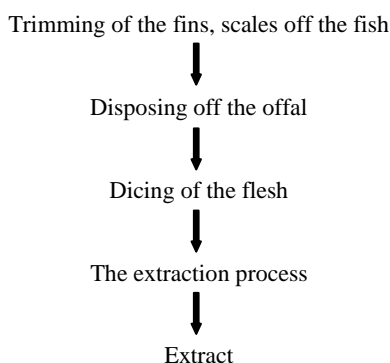 Trimming of the fins, scales off the fish
Disposing off the offal
Dicing of the flesh
The extraction process
Extract